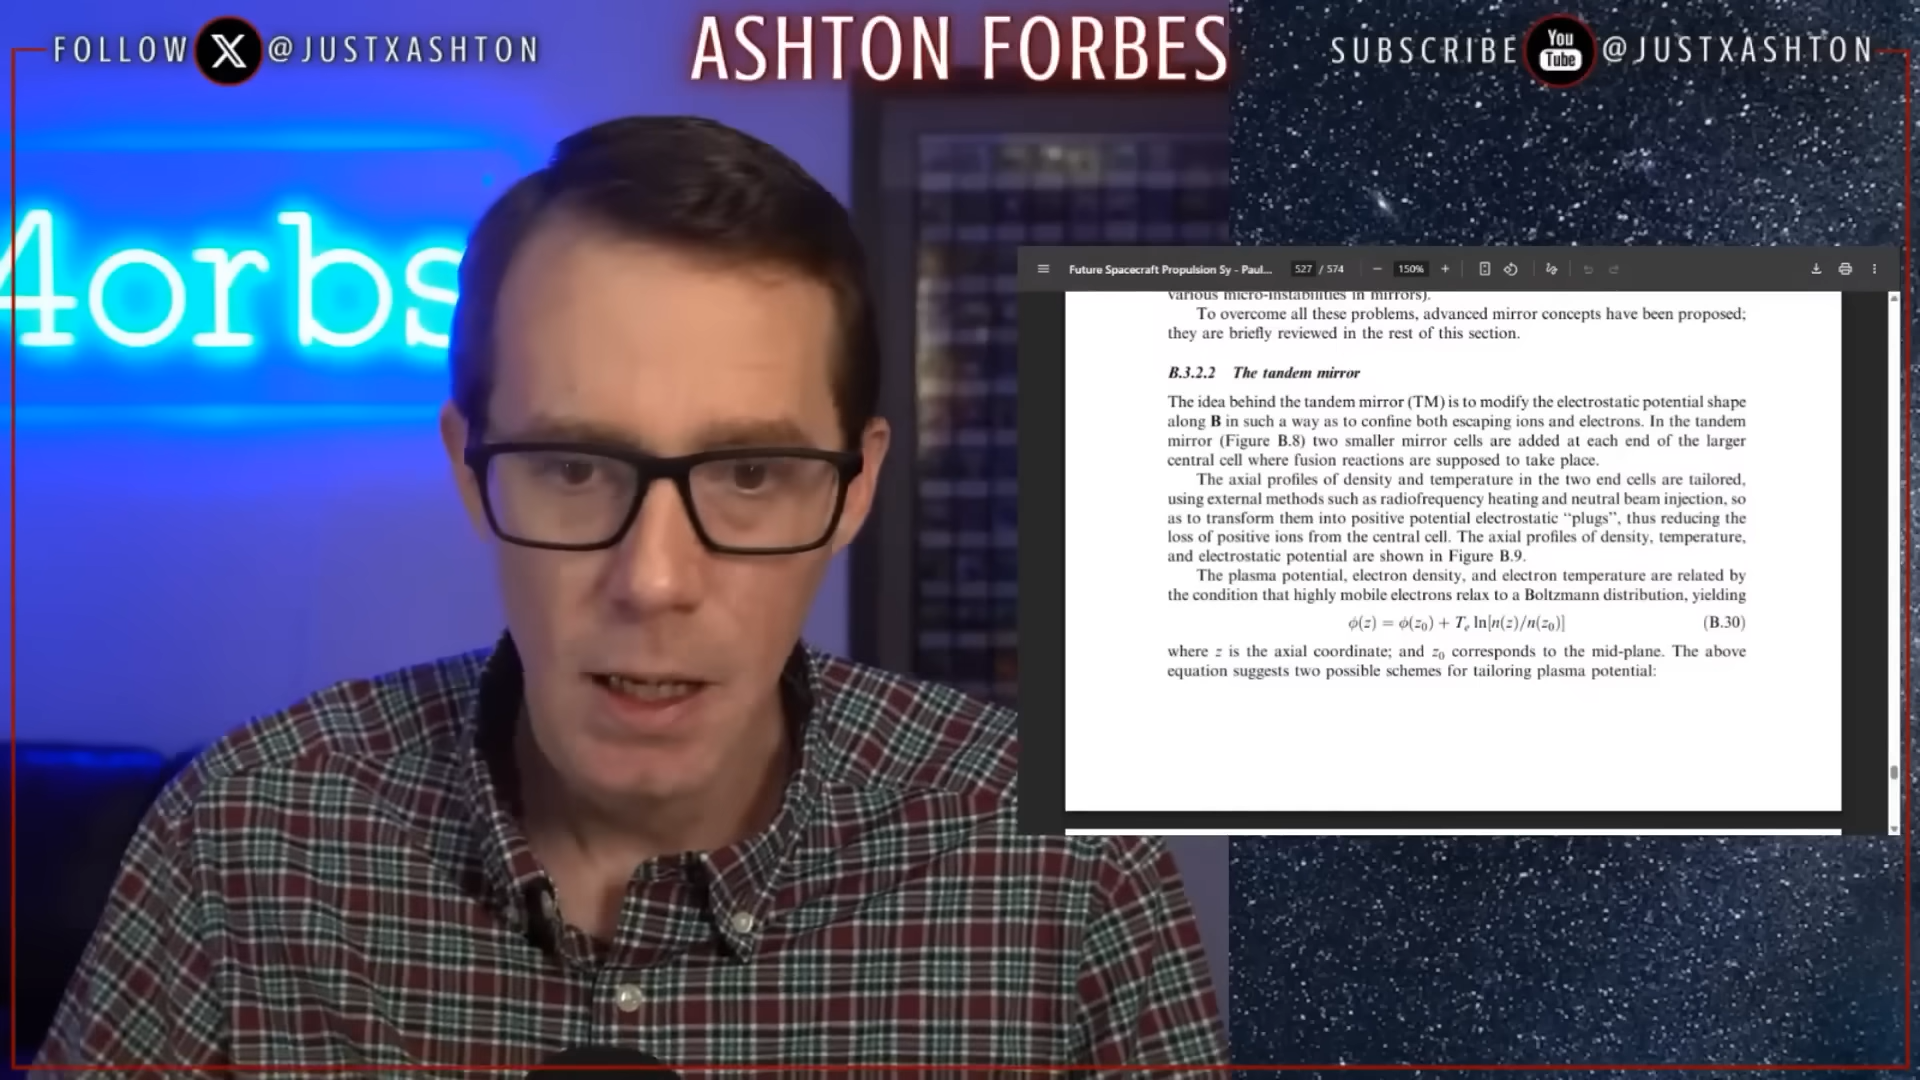 FOLLOW X @JUSTXASHTON
ASHTON FORBES
SUBSCRIBE You Tube @JUSTXASHTON
4orbs
Future Spacecraft Propulsion Sy - Paul... 527 / 574 − 150% +
various micro-instabilities in mirrors).
To overcome all these problems, advanced mirror concepts have been proposed;
they are briefly reviewed in the rest of this section.
B.3.2.2 The tandem mirror
The idea behind the tandem mirror (TM) is to modify the electrostatic potential shape
along B in such a way as to confine both escaping ions and electrons. In the tandem
mirror (Figure B.8) two smaller mirror cells are added at each end of the larger
central cell where fusion reactions are supposed to take place.
The axial profiles of density and temperature in the two end cells are tailored,
using external methods such as radiofrequency heating and neutral beam injection, so
as to transform them into positive potential electrostatic “plugs”, thus reducing the
loss of positive ions from the central cell. The axial profiles of density, temperature,
and electrostatic potential are shown in Figure B.9.
The plasma potential, electron density, and electron temperature are related by
the condition that highly mobile electrons relax to a Boltzmann distribution, yielding
ϕ(z) = ϕ(z₀) + Tₑ ln[n(z)/n(z₀)] (B.30)
where z is the axial coordinate; and z₀ corresponds to the mid-plane. The above
equation suggests two possible schemes for tailoring plasma potential: